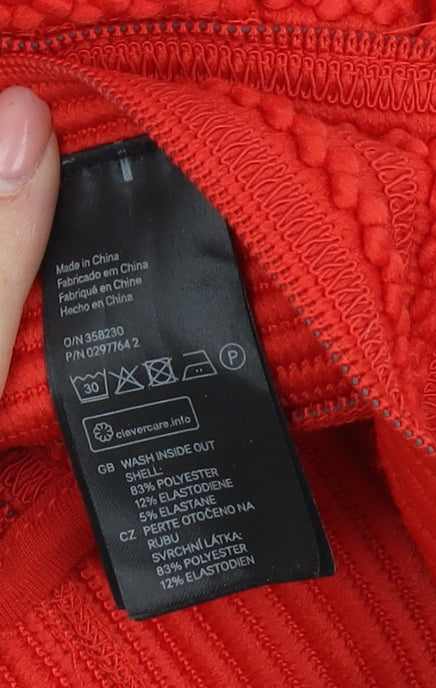 Made in China
Fabricado em China
Fabriqué en Chine
Hecho en China
O/N 358230
P/N 0297764 2
30
P
clevercare.info
GB WASH INSIDE OUT
SHELL:
83% POLYESTER
12% ELASTODIENE
5% ELASTANE
CZ PERTE OTOČENO NA
RUBU
SVRCHNÍ LÁTKA:
83% POLYESTER
12% ELASTODIEN